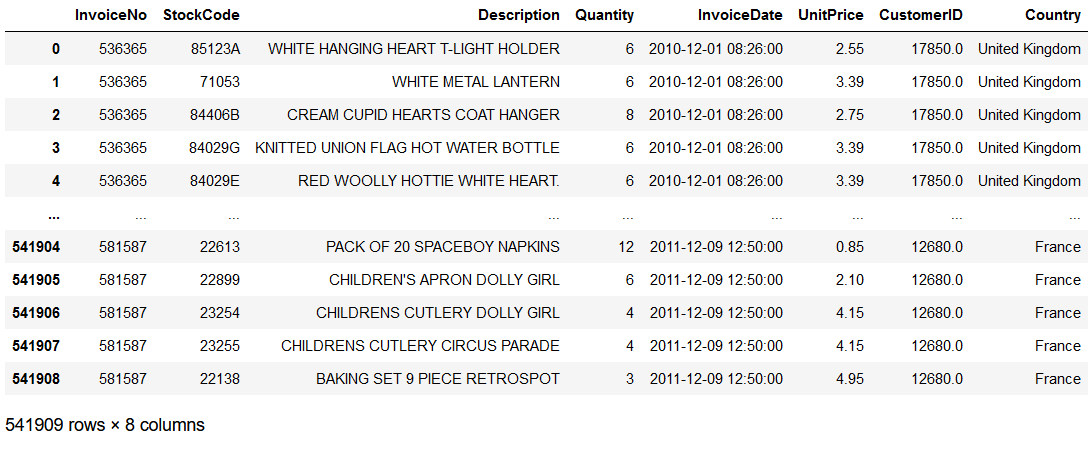 InvoiceNo StockCode Description Quantity InvoiceDate UnitPrice CustomerID Country
0 536365 85123A WHITE HANGING HEART T-LIGHT HOLDER 6 2010-12-01 08:26:00 2.55 17850.0 United Kingdom
1 536365 71053 WHITE METAL LANTERN 6 2010-12-01 08:26:00 3.39 17850.0 United Kingdom
2 536365 84406B CREAM CUPID HEARTS COAT HANGER 8 2010-12-01 08:26:00 2.75 17850.0 United Kingdom
3 536365 84029G KNITTED UNION FLAG HOT WATER BOTTLE 6 2010-12-01 08:26:00 3.39 17850.0 United Kingdom
4 536365 84029E RED WOOLLY HOTTIE WHITE HEART. 6 2010-12-01 08:26:00 3.39 17850.0 United Kingdom
... ... ... ... ... ... ... ... ...
541904 581587 22613 PACK OF 20 SPACEBOY NAPKINS 12 2011-12-09 12:50:00 0.85 12680.0 France
541905 581587 22899 CHILDREN'S APRON DOLLY GIRL 6 2011-12-09 12:50:00 2.10 12680.0 France
541906 581587 23254 CHILDRENS CUTLERY DOLLY GIRL 4 2011-12-09 12:50:00 4.15 12680.0 France
541907 581587 23255 CHILDRENS CUTLERY CIRCUS PARADE 4 2011-12-09 12:50:00 4.15 12680.0 France
541908 581587 22138 BAKING SET 9 PIECE RETROSPOT 3 2011-12-09 12:50:00 4.95 12680.0 France
541909 rows × 8 columns